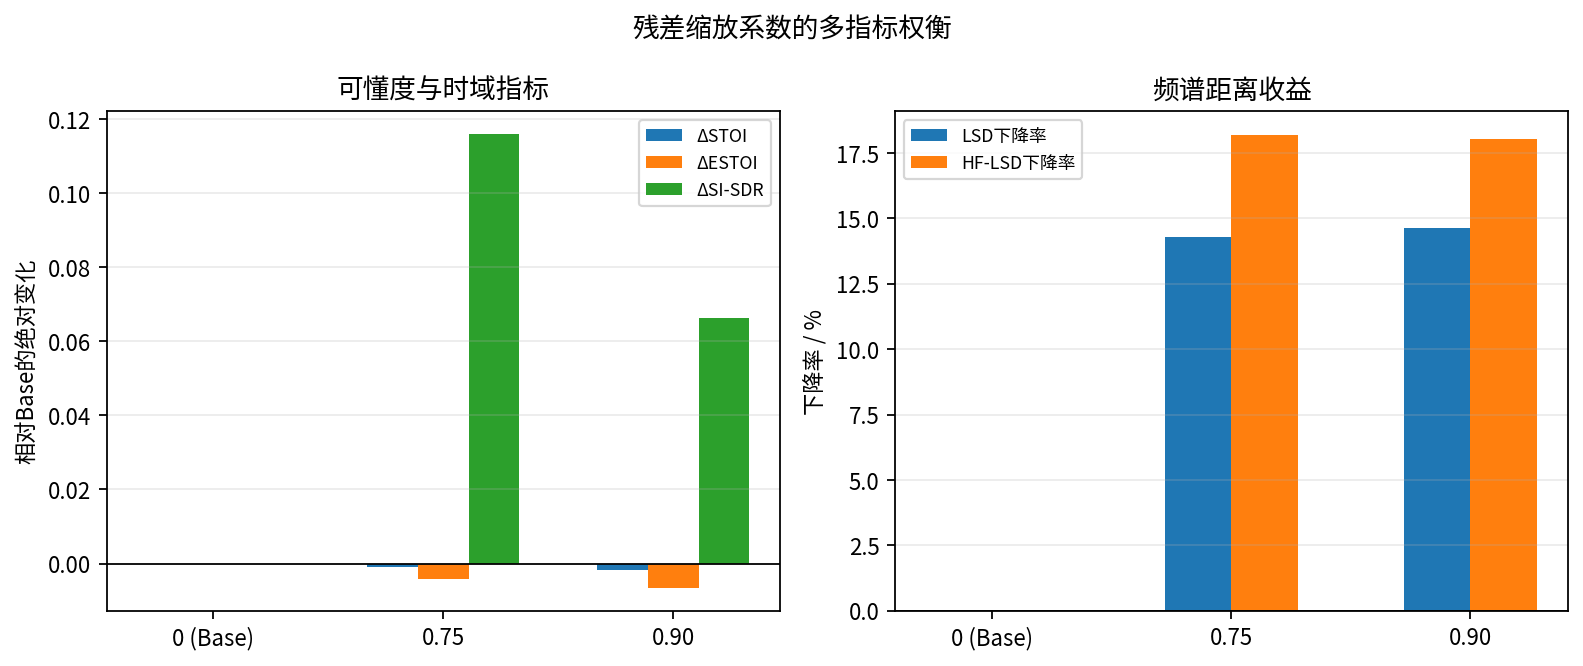 残差缩放系数的多指标权衡
可懂度与时域指标
相对Base的绝对变化
0.12
0.10
0.08
0.06
0.04
0.02
0.00
ΔSTOI
ΔESTOI
ΔSI-SDR
0 (Base)
0.75
0.90
频谱距离收益
下降率 / %
17.5
15.0
12.5
10.0
7.5
5.0
2.5
0.0
LSD下降率
HF-LSD下降率
0 (Base)
0.75
0.90